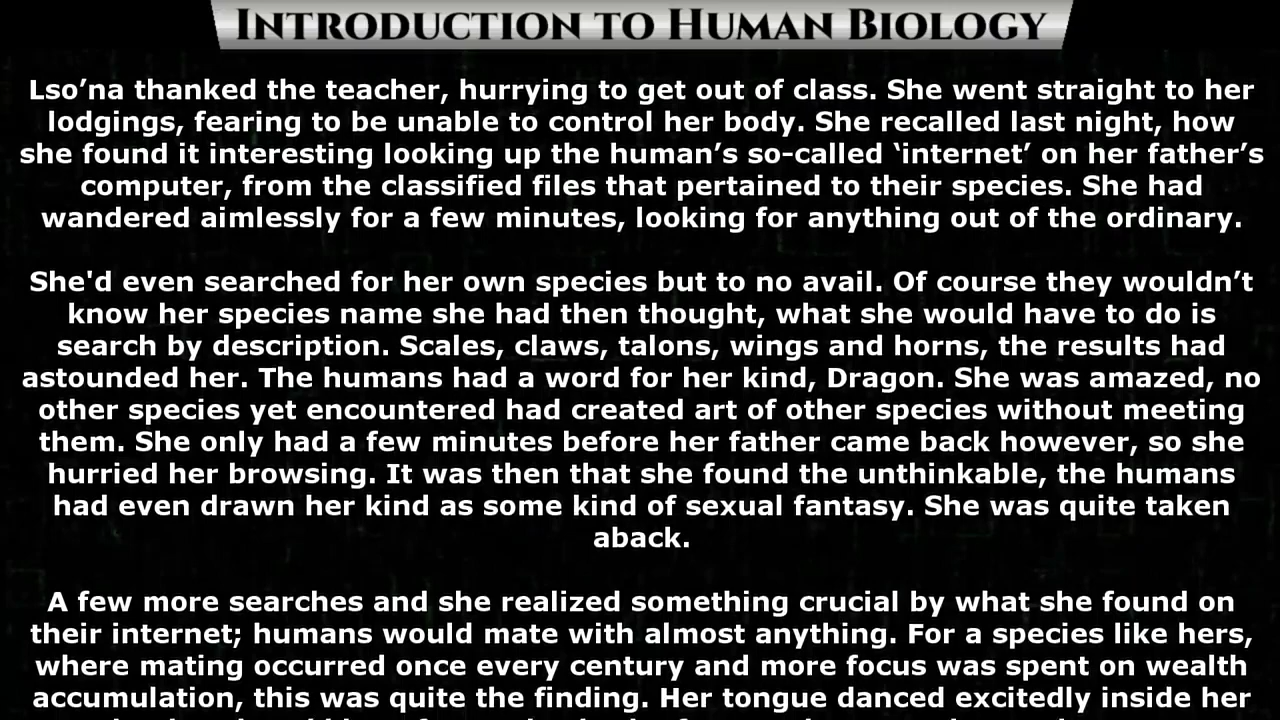 Introduction to Human Biology
Lso’na thanked the teacher, hurrying to get out of class. She went straight to her
lodgings, fearing to be unable to control her body. She recalled last night, how
she found it interesting looking up the human’s so-called ‘internet’ on her father’s
computer, from the classified files that pertained to their species. She had
wandered aimlessly for a few minutes, looking for anything out of the ordinary.
She'd even searched for her own species but to no avail. Of course they wouldn’t
know her species name she had then thought, what she would have to do is
search by description. Scales, claws, talons, wings and horns, the results had
astounded her. The humans had a word for her kind, Dragon. She was amazed, no
other species yet encountered had created art of other species without meeting
them. She only had a few minutes before her father came back however, so she
hurried her browsing. It was then that she found the unthinkable, the humans
had even drawn her kind as some kind of sexual fantasy. She was quite taken
aback.
A few more searches and she realized something crucial by what she found on
their internet; humans would mate with almost anything. For a species like hers,
where mating occurred once every century and more focus was spent on wealth
accumulation, this was quite the finding. Her tongue danced excitedly inside her